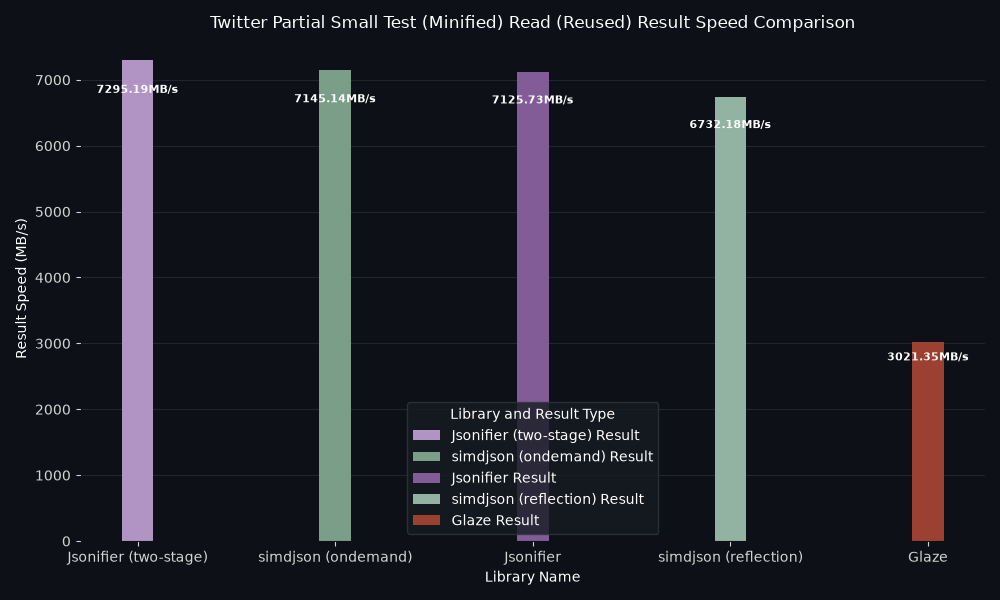 Twitter Partial Small Test (Minified) Read (Reused) Result Speed Comparison
Result Speed (MB/s)
7000
6000
5000
4000
3000
2000
1000
0
7295.19MB/s
7145.14MB/s
7125.73MB/s
6732.18MB/s
3021.35MB/s
Library and Result Type
Jsonifier (two-stage) Result
simdjson (ondemand) Result
Jsonifier Result
simdjson (reflection) Result
Glaze Result
Jsonifier (two-stage)
simdjson (ondemand)
Jsonifier
simdjson (reflection)
Glaze
Library Name